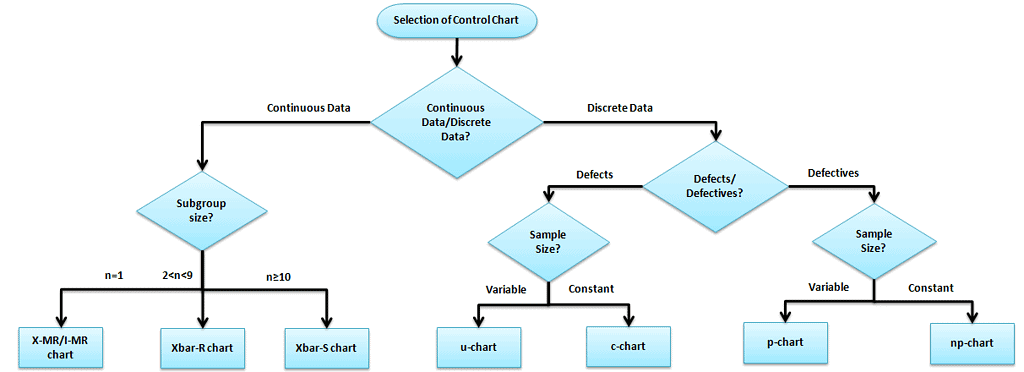 Selection of Control Chart
Continuous Data
Continuous
Data/Discrete
Data?
Discrete Data
Subgroup
size?
Defects
Defects/
Defectives?
Defectives
Sample
Size?
Sample
Size?
n=1
2<n<9
n≥10
Variable
Constant
Variable
Constant
X-MR/I-MR
chart
Xbar-R chart
Xbar-S chart
u-chart
c-chart
p-chart
np-chart